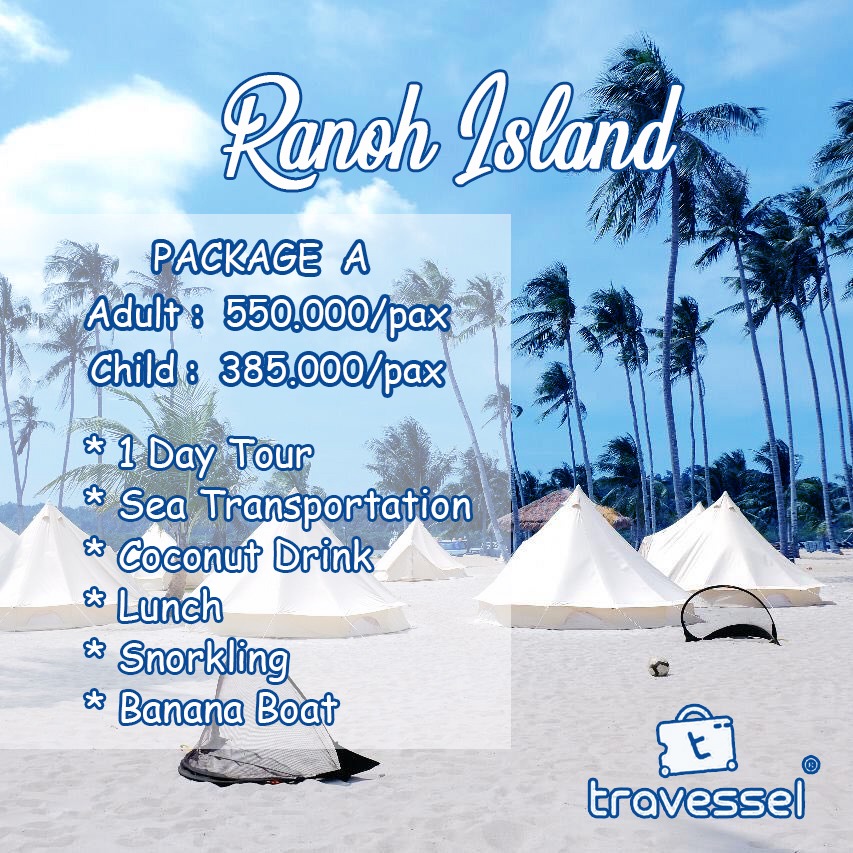 Ranoh Island
PACKAGE A
Adult : 550.000/pax
Child : 385.000/pax
* 1 Day Tour
* Sea Transportation
* Coconut Drink
* Lunch
* Snorkling
* Banana Boat
t
travessel®